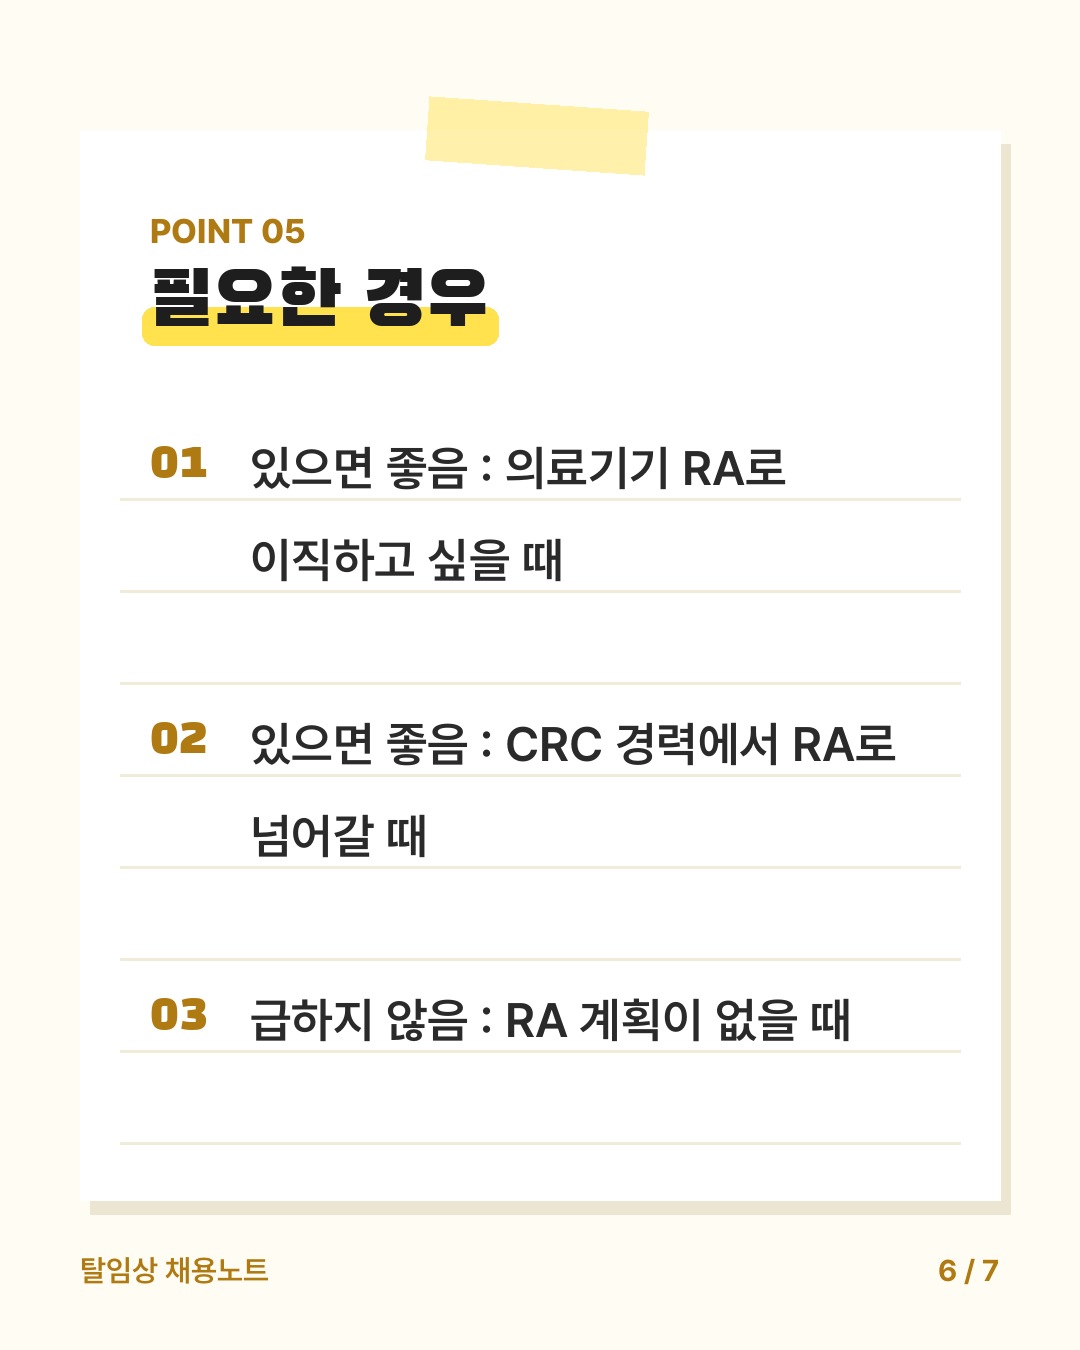 POINT 05
필요한 경우
01 있으면 좋음 : 의료기기 RA로
이직하고 싶을 때
02 있으면 좋음 : CRC 경력에서 RA로
넘어갈 때
03 급하지 않음 : RA 계획이 없을 때
탈임상 채용노트
6 / 7